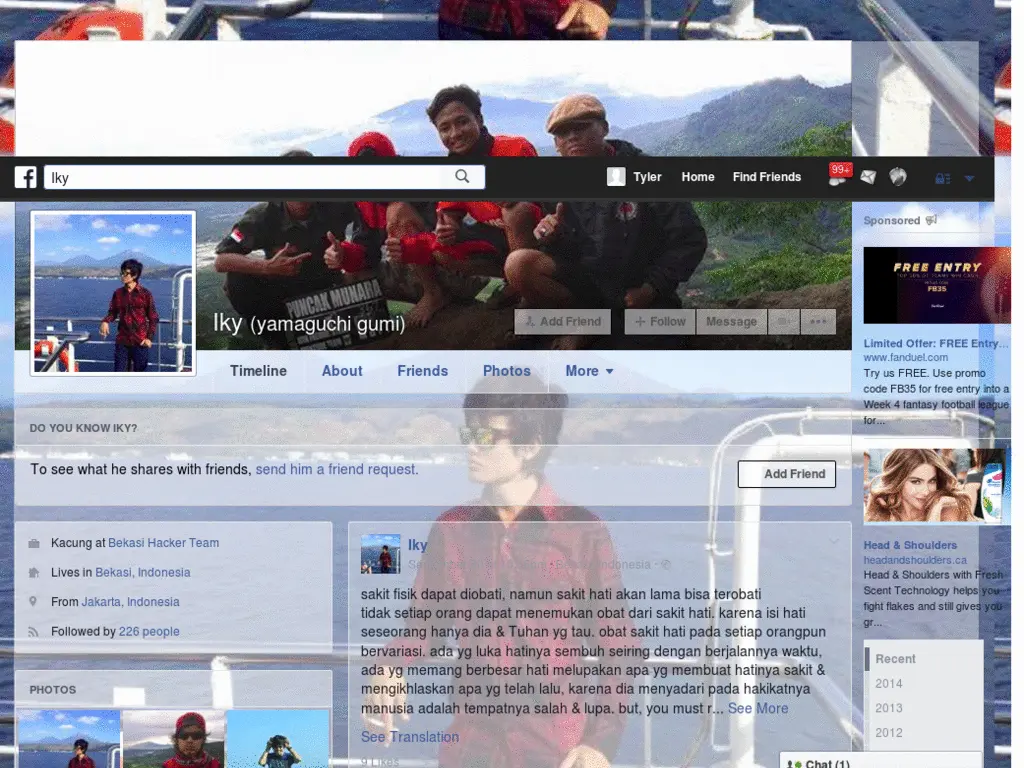 Iky
Tyler
Home
Find Friends
99+
Iky (yamaguchi gumi)
PUNCAK MUNARA
Add Friend
Follow
Message
Timeline
About
Friends
Photos
More
DO YOU KNOW IKY?
To see what he shares with friends, send him a friend request.
Add Friend
Kacung at Bekasi Hacker Team
Lives in Bekasi, Indonesia
From Jakarta, Indonesia
Followed by 226 people
PHOTOS
Iky
Indonesia
sakit fisik dapat diobati, namun sakit hati akan lama bisa terobati
tidak setiap orang dapat menemukan obat dari sakit hati. karena isi hati
seseorang hanya dia & Tuhan yg tau. obat sakit hati pada setiap orangpun
bervariasi. ada yg luka hatinya sembuh seiring dengan berjalannya waktu,
ada yg memang berbesar hati melupakan apa yg membuat hatinya sakit &
mengikhlaskan apa yg telah lalu, karena dia menyadari pada hakikatnya
manusia adalah tempatnya salah & lupa. but, you must r... See More
See Translation
9 Likes
Sponsored
FREE ENTRY
FB35
Limited Offer: FREE Entry...
www.fanduel.com
Try us FREE. Use promo
code FB35 for free entry into a
Week 4 fantasy football league
for...
Head & Shoulders
headandshoulders.ca
Head & Shoulders with Fresh
Scent Technology helps you
fight flakes and still gives you
gr...
Recent
2014
2013
2012
Chat (1)